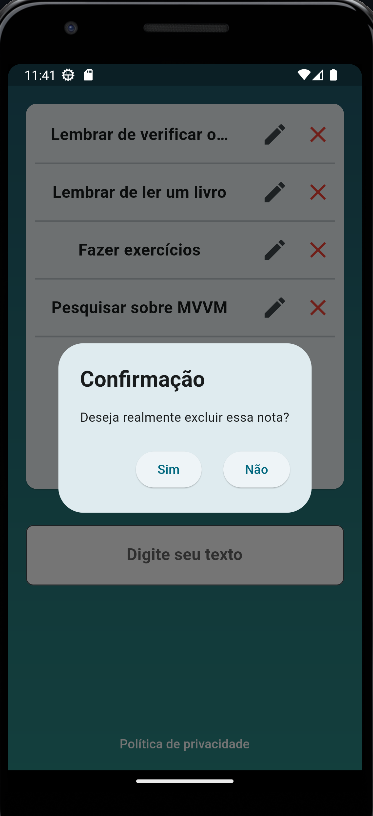 11:41
Lembrar de verificar o...
Lembrar de ler um livro
Fazer exercícios
Pesquisar sobre MVVM
Confirmação
Deseja realmente excluir essa nota?
Sim Não
Digite seu texto
Política de privacidade